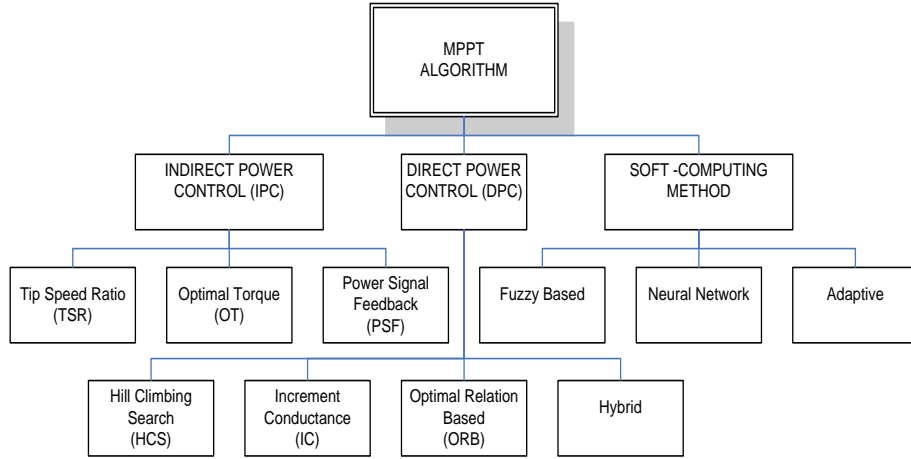 MPPT
ALGORITHM
INDIRECT POWER
CONTROL (IPC)
DIRECT POWER
CONTROL (DPC)
SOFT -COMPUTING
METHOD
Tip Speed Ratio
(TSR)
Optimal Torque
(OT)
Power Signal
Feedback
(PSF)
Fuzzy Based
Neural Network
Adaptive
Hill Climbing
Search
(HCS)
Increment
Conductance
(IC)
Optimal Relation
Based
(ORB)
Hybrid